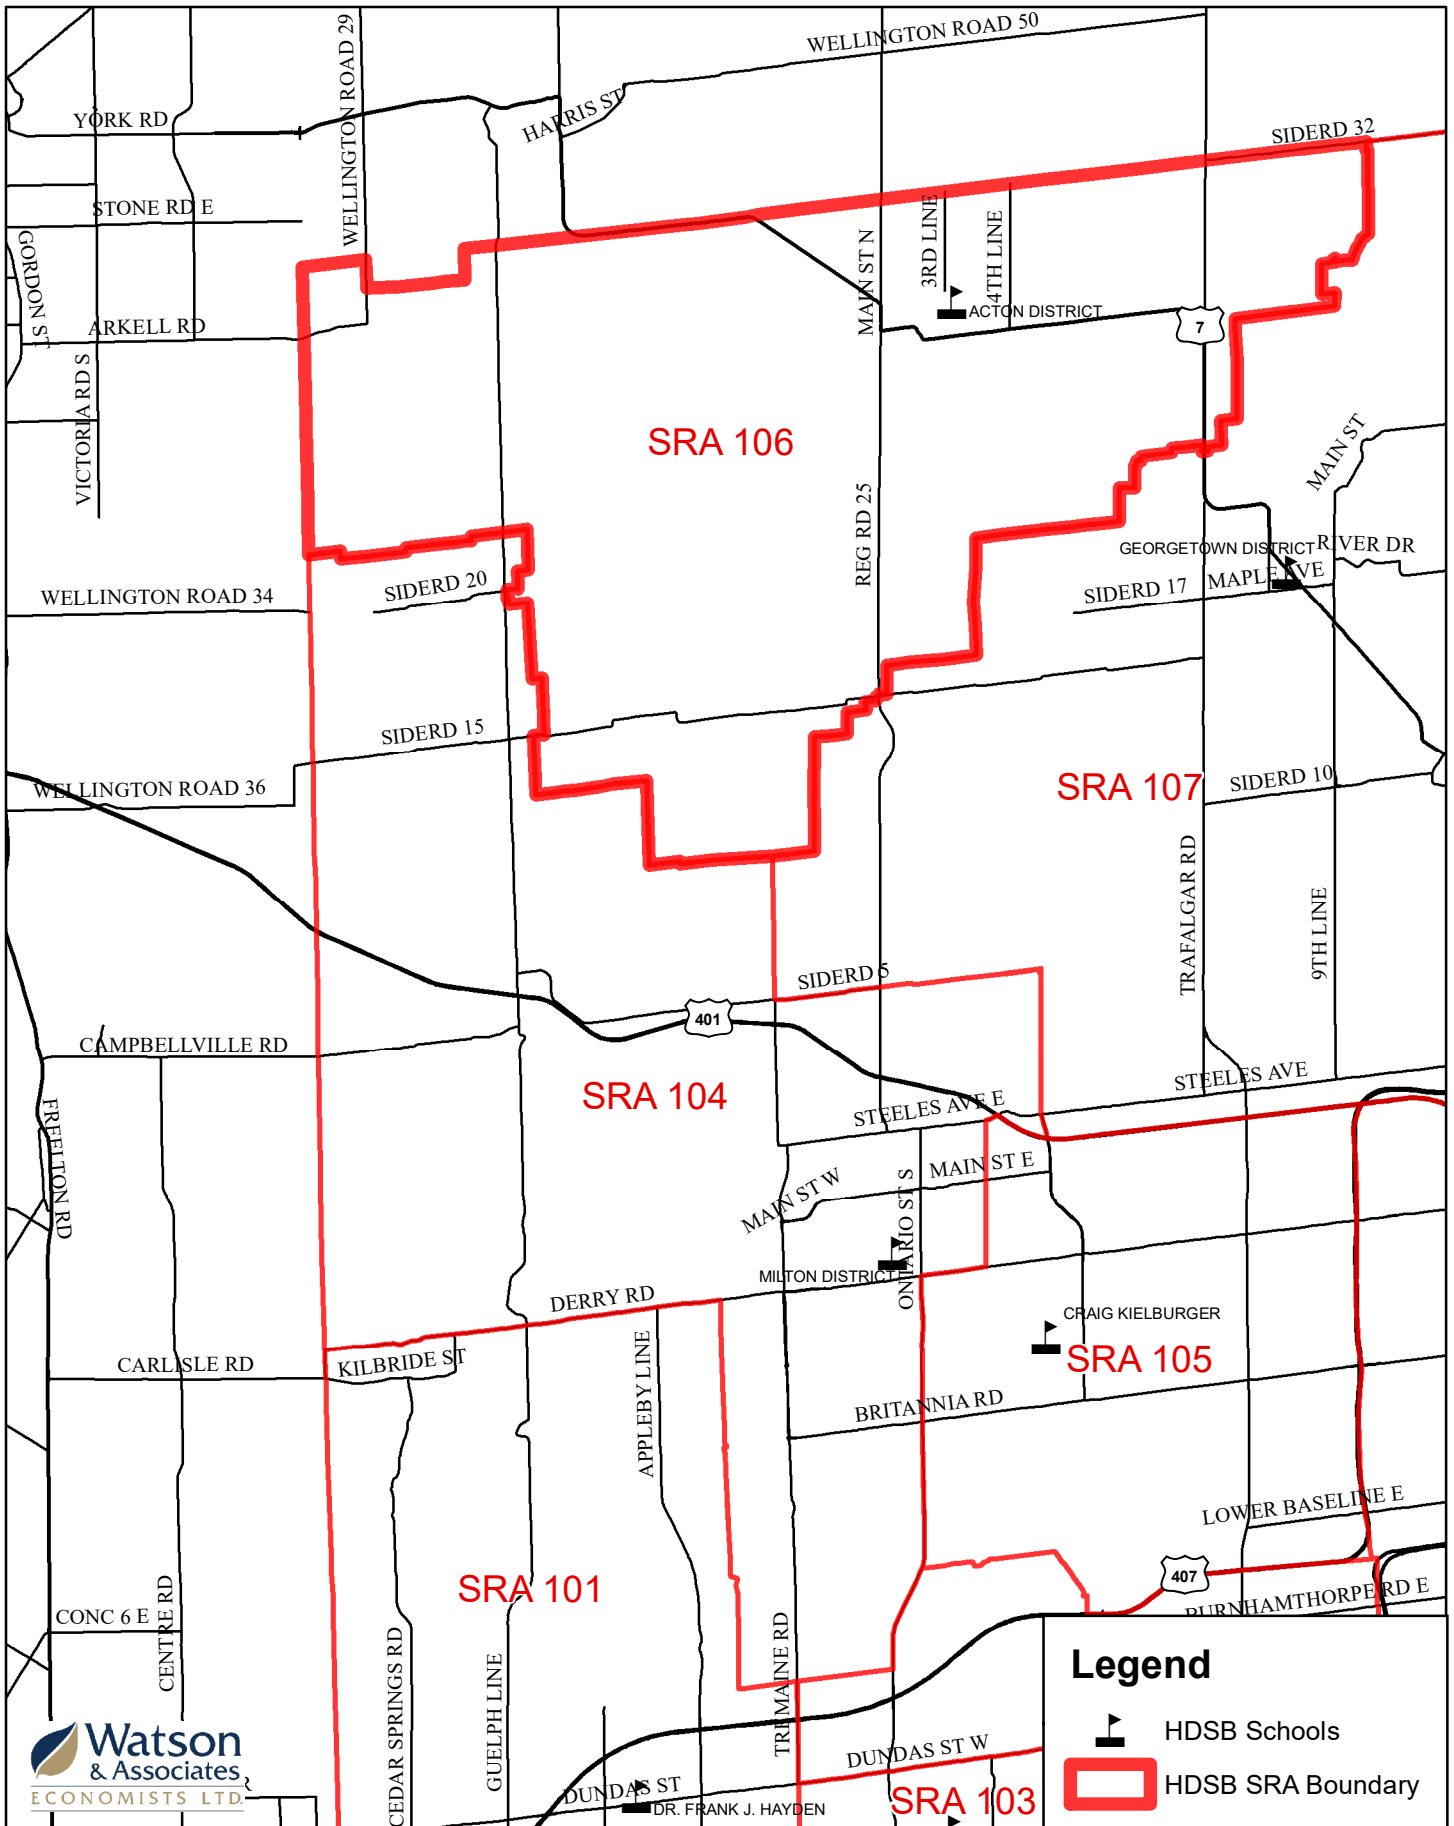 WELLINGTON ROAD 50
WELLINGTON ROAD 29
HARRIS ST
YORK RD
SIDERD 32
STONE RD E
GORDON ST
3RD LINE
4TH LINE
MAIN ST N
ACTON DISTRICT
ARKELL RD
7
VICTORIA RD S
SRA 106
MAIN ST
REG RD 25
GEORGETOWN DISTRICT
RIVER DR
SIDERD 17
MAPLE AVE
SIDERD 20
WELLINGTON ROAD 34
SIDERD 15
WELLINGTON ROAD 36
SRA 107
SIDERD 10
TRAFALGAR RD
9TH LINE
SIDERD 5
401
CAMPBELLVILLE RD
SRA 104
STEELES AVE E
STEELES AVE
FREELTON RD
MAIN ST W
MAIN ST E
ONTARIO ST S
MILTON DISTRICT
DERRY RD
CRAIG KIELBURGER
SRA 105
CARLISLE RD
KILBRIDE ST
APPLEBY LINE
BRITANNIA RD
LOWER BASELINE E
407
BURNHAMTHORPE RD E
SRA 101
CONC 6 E
CENTRE RD
CEDAR SPRINGS RD
GUELPH LINE
TREMAINE RD
DUNDAS ST W
DUNDAS ST
DR. FRANK J. HAYDEN
SRA 103
Legend
HDSB Schools
HDSB SRA Boundary
Watson
& Associates
ECONOMISTS LTD.